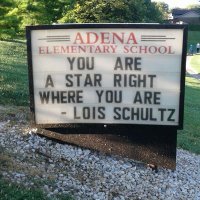 ADENA
ELEMENTARY SCHOOL
YOU ARE
A STAR RIGHT
WHERE YOU ARE
- LOIS SCHULTZ